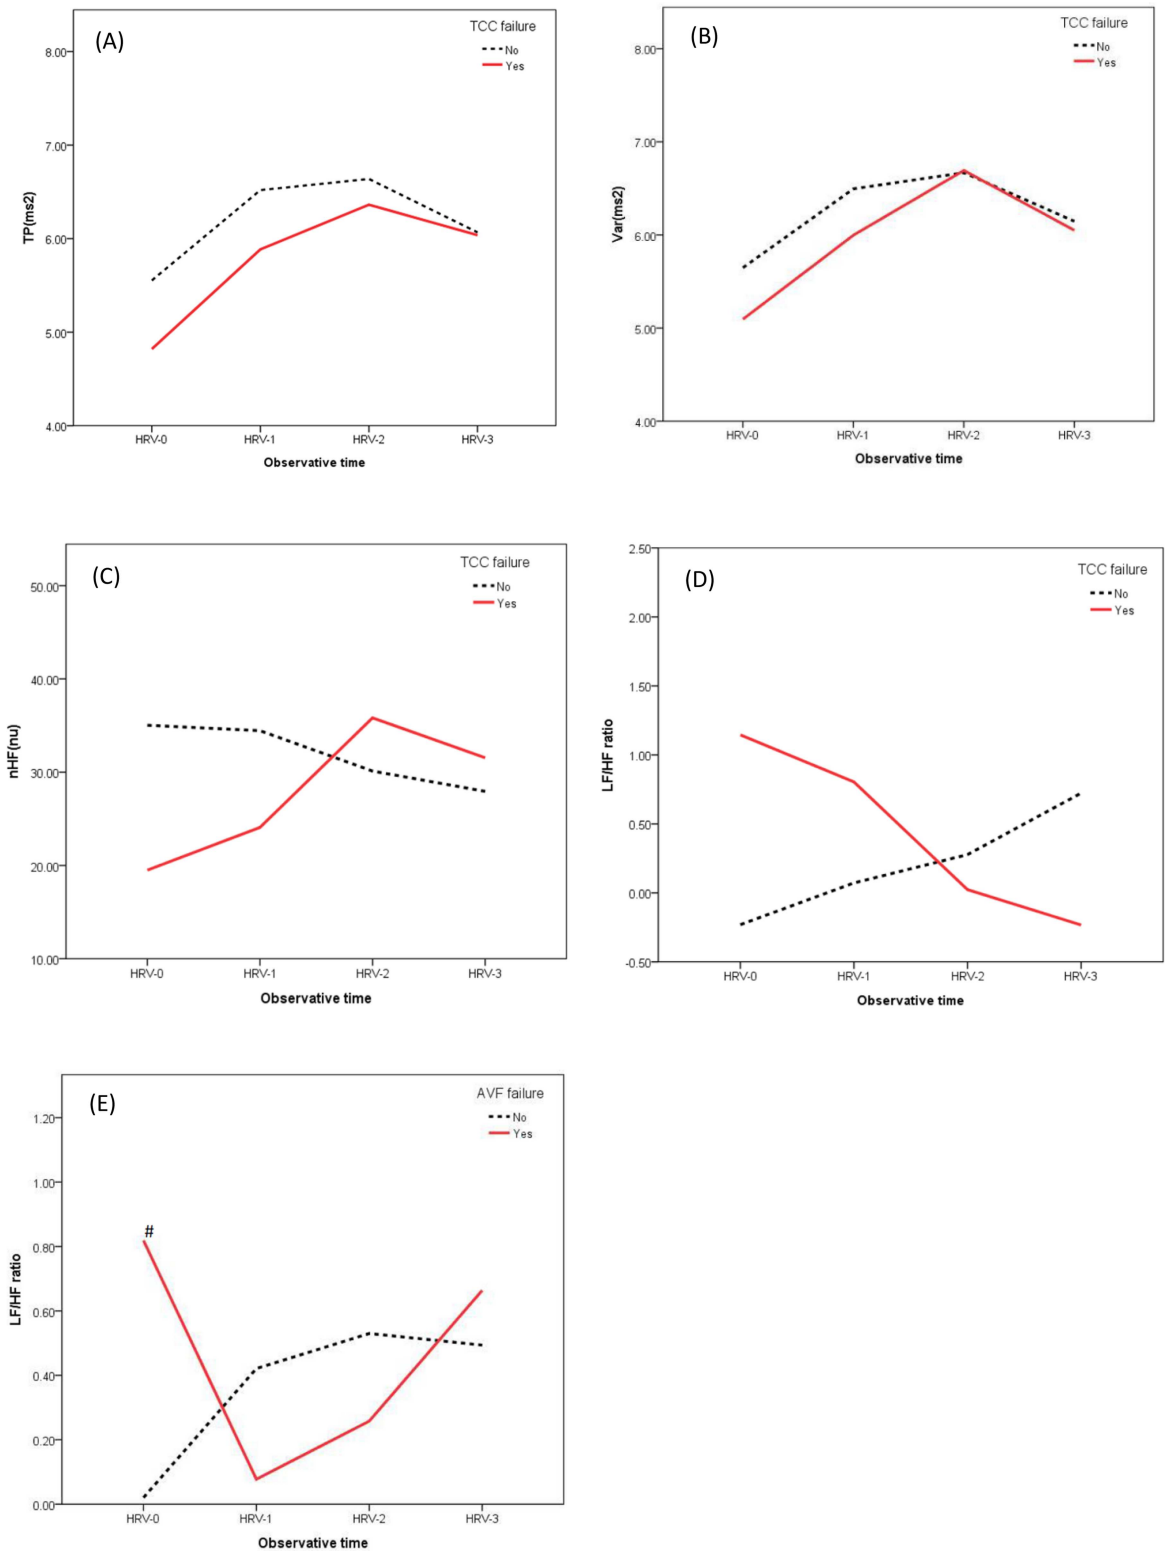 (A)
TCC failure
No
Yes
8.00
7.00
6.00
5.00
4.00
TP(ms2)
HRV-0 HRV-1 HRV-2 HRV-3
Observative time
(B)
TCC failure
No
Yes
8.00
7.00
6.00
5.00
4.00
Var(ms2)
HRV-0 HRV-1 HRV-2 HRV-3
Observative time
(C)
TCC failure
No
Yes
50.00
40.00
30.00
20.00
10.00
nHF(nu)
HRV-0 HRV-1 HRV-2 HRV-3
Observative time
(D)
TCC failure
No
Yes
2.50
2.00
1.50
1.00
0.50
0.00
-0.50
LF/HF ratio
HRV-0 HRV-1 HRV-2 HRV-3
Observative time
(E)
AVF failure
No
Yes
1.20
1.00
0.80
0.60
0.40
0.20
0.00
#
LF/HF ratio
HRV-0 HRV-1 HRV-2 HRV-3
Observative time